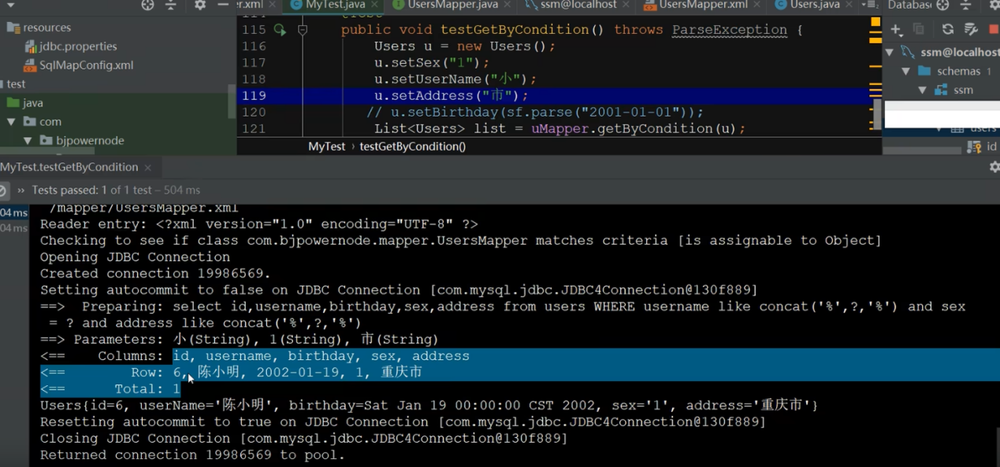 r.xml × MyTest.java × UsersMapper.java × ssm@localhost × UsersMapper.xml × Users.java × Database
resources
jdbc.properties
SqlMapConfig.xml
test
java
com
bjpowernode
115 public void testGetByCondition() throws ParseException {
116 Users u = new Users();
117 u.setSex("1");
118 u.setUserName("小");
119 u.setAddress("市");
120 // u.setBirthday(sf.parse("2001-01-01"));
121 List<Users> list = uMapper.getByCondition(u);
MyTest › testGetByCondition()
ssm@localhost
schemas 1
ssm
users
id
MyTest.testGetByCondition ×
» Tests passed: 1 of 1 test – 504 ms
04 ms
04 ms
/mapper/UsersMapper.xml
Reader entry: <?xml version="1.0" encoding="UTF-8" ?>
Checking to see if class com.bjpowernode.mapper.UsersMapper matches criteria [is assignable to Object]
Opening JDBC Connection
Created connection 19986569.
Setting autocommit to false on JDBC Connection [com.mysql.jdbc.JDBC4Connection@130f889]
==> Preparing: select id,username,birthday,sex,address from users WHERE username like concat('%',?,'%') and sex
= ? and address like concat('%',?,'%')
==> Parameters: 小(String), 1(String), 市(String)
<== Columns: id, username, birthday, sex, address
<== Row: 6, 陈小明, 2002-01-19, 1, 重庆市
<== Total: 1
Users{id=6, userName='陈小明', birthday=Sat Jan 19 00:00:00 CST 2002, sex='1', address='重庆市'}
Resetting autocommit to true on JDBC Connection [com.mysql.jdbc.JDBC4Connection@130f889]
Closing JDBC Connection [com.mysql.jdbc.JDBC4Connection@130f889]
Returned connection 19986569 to pool.